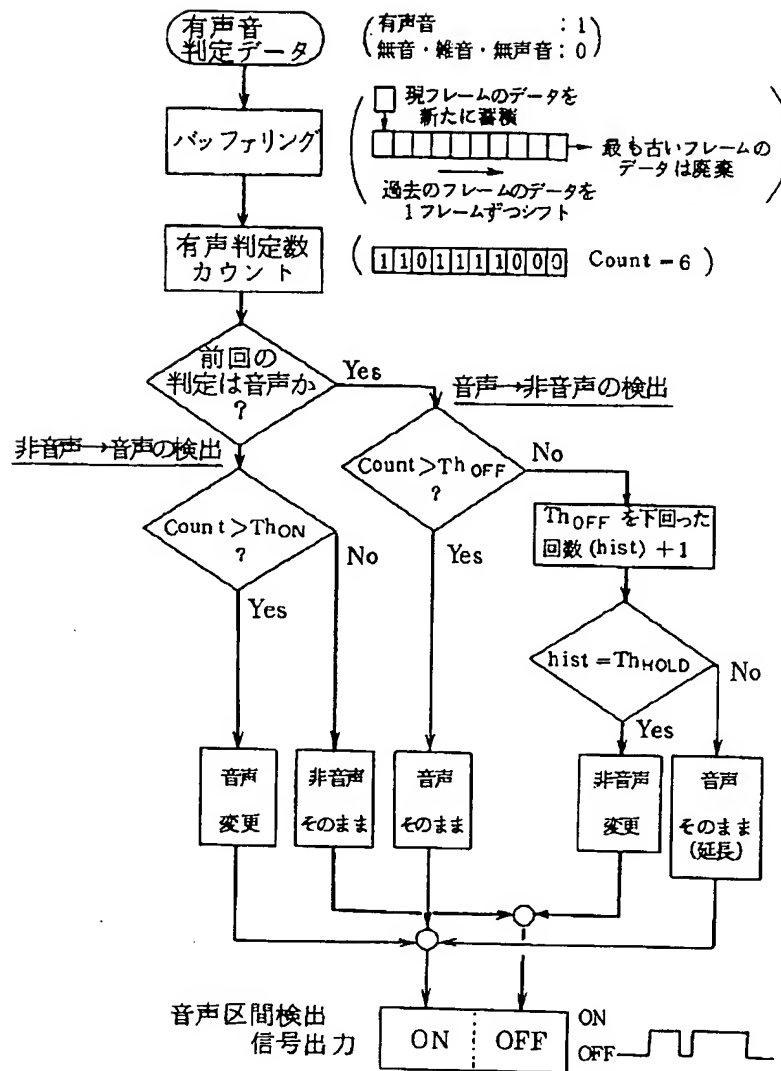 有声音
判定データ
有声音 : 1
無音・雑音・無声音 : 0
バッファリング
現フレームのデータを
新たに蓄積
最も古いフレームの
データは廃棄
過去のフレームのデータを
1フレームずつシフト
有声判定数
カウント
1101111000 Count=6
前回の
判定は音声か
?
Yes
音声→非音声の検出
非音声→音声の検出
Count>ThOFF
?
No
Yes
Count>ThON
?
No
Yes
ThOFFを下回った
回数(hist)+1
hist=ThHOLD
No
Yes
音声
変更
非音声
そのまま
音声
そのまま
非音声
変更
音声
そのまま
(延長)
音声区間検出
信号出力
ON
OFF
ON
OFF